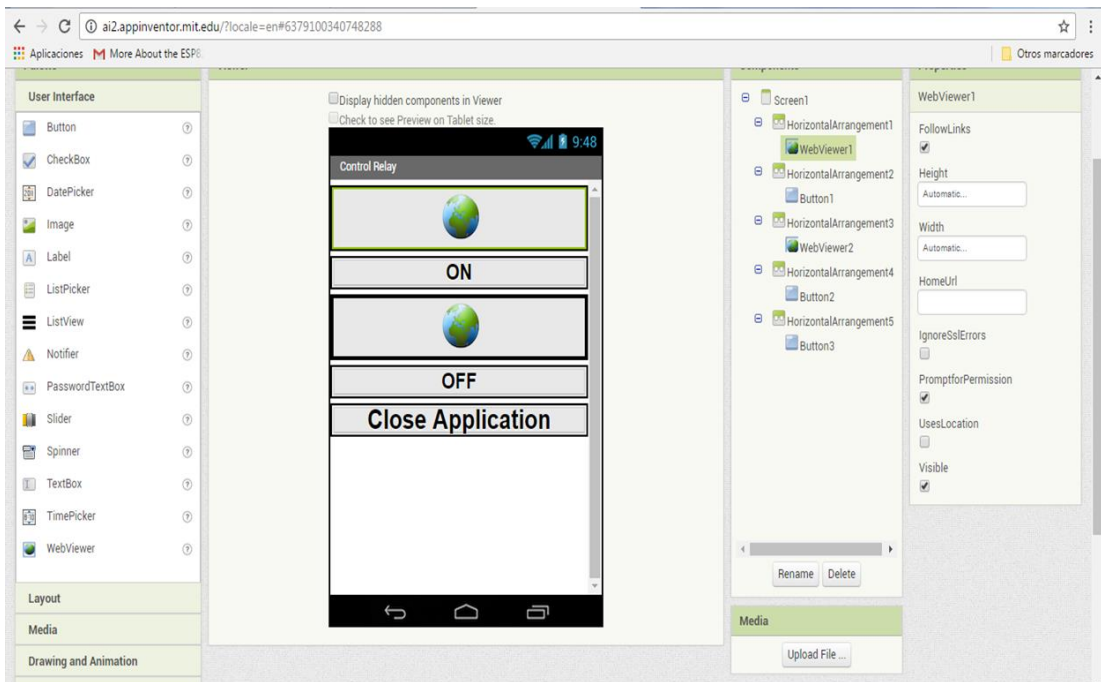 ai2.appinventor.mit.edu/?locale=en#6379100340748288
Aplicaciones
More About the ESP8
Otros marcadores
Viewer
Components
Properties
User Interface
Button
CheckBox
DatePicker
Image
Label
ListPicker
ListView
Notifier
PasswordTextBox
Slider
Spinner
TextBox
TimePicker
WebViewer
Layout
Media
Drawing and Animation
Display hidden components in Viewer
Check to see Preview on Tablet size.
9:48
Control Relay
ON
OFF
Close Application
Screen1
HorizontalArrangement1
WebViewer1
HorizontalArrangement2
Button1
HorizontalArrangement3
WebViewer2
HorizontalArrangement4
Button2
HorizontalArrangement5
Button3
Rename Delete
Media
Upload File ...
WebViewer1
FollowLinks
Height
Automatic...
Width
Automatic...
HomeUrl
IgnoreSslErrors
PromptforPermission
UsesLocation
Visible